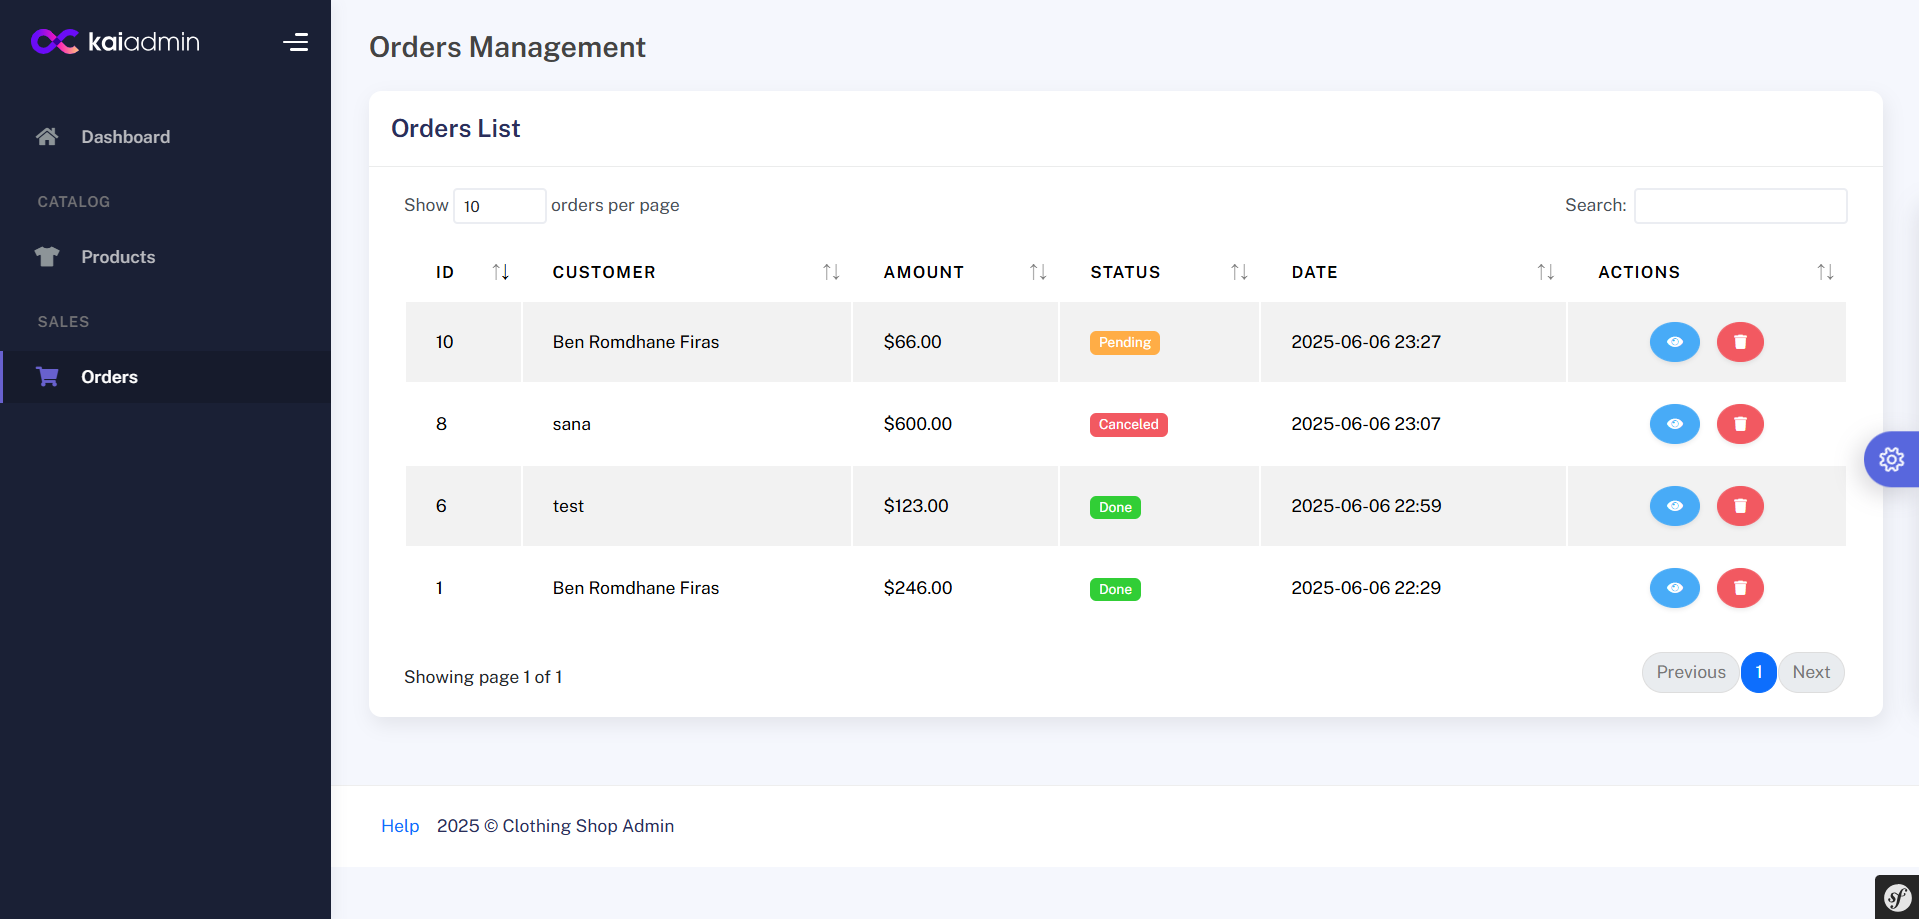 kaiadmin
Dashboard
CATALOG
Products
SALES
Orders
Orders Management
Orders List
Show 10 orders per page
Search:
ID CUSTOMER AMOUNT STATUS DATE ACTIONS
10 Ben Romdhane Firas $66.00 Pending 2025-06-06 23:27
8 sana $600.00 Canceled 2025-06-06 23:07
6 test $123.00 Done 2025-06-06 22:59
1 Ben Romdhane Firas $246.00 Done 2025-06-06 22:29
Showing page 1 of 1
Previous 1 Next
Help 2025 © Clothing Shop Admin
sf